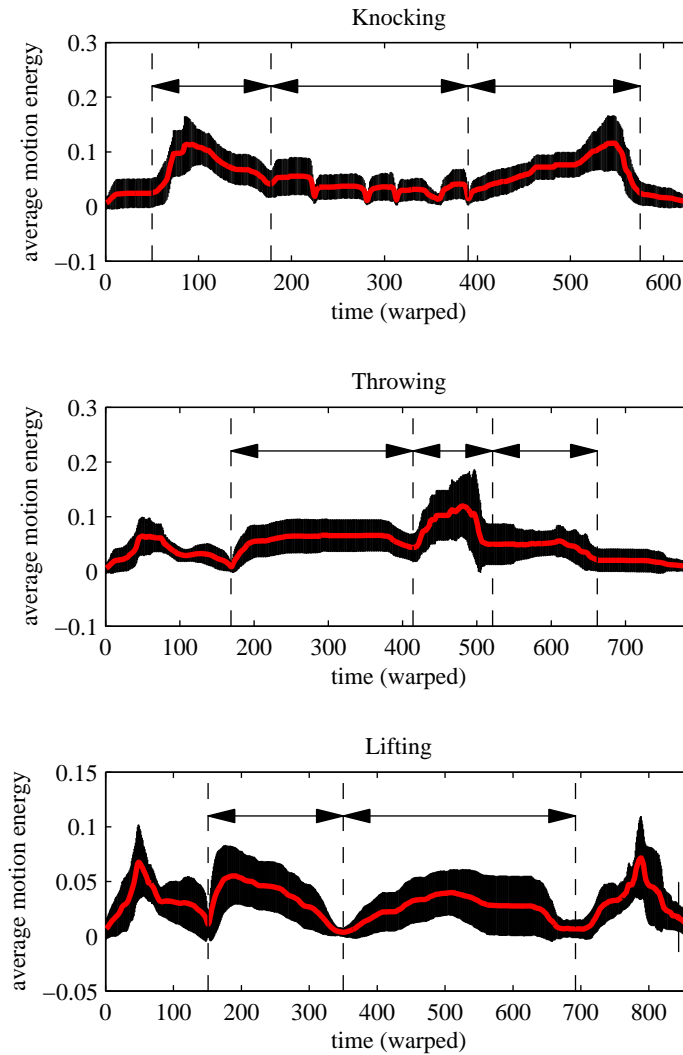 Knocking
0.3
0.2
0.1
0
−0.1
average motion energy
0 100 200 300 400 500 600
time (warped)
Throwing
0.3
0.2
0.1
0
−0.1
average motion energy
0 100 200 300 400 500 600 700
time (warped)
Lifting
0.15
0.1
0.05
0
−0.05
average motion energy
0 100 200 300 400 500 600 700 800
time (warped)